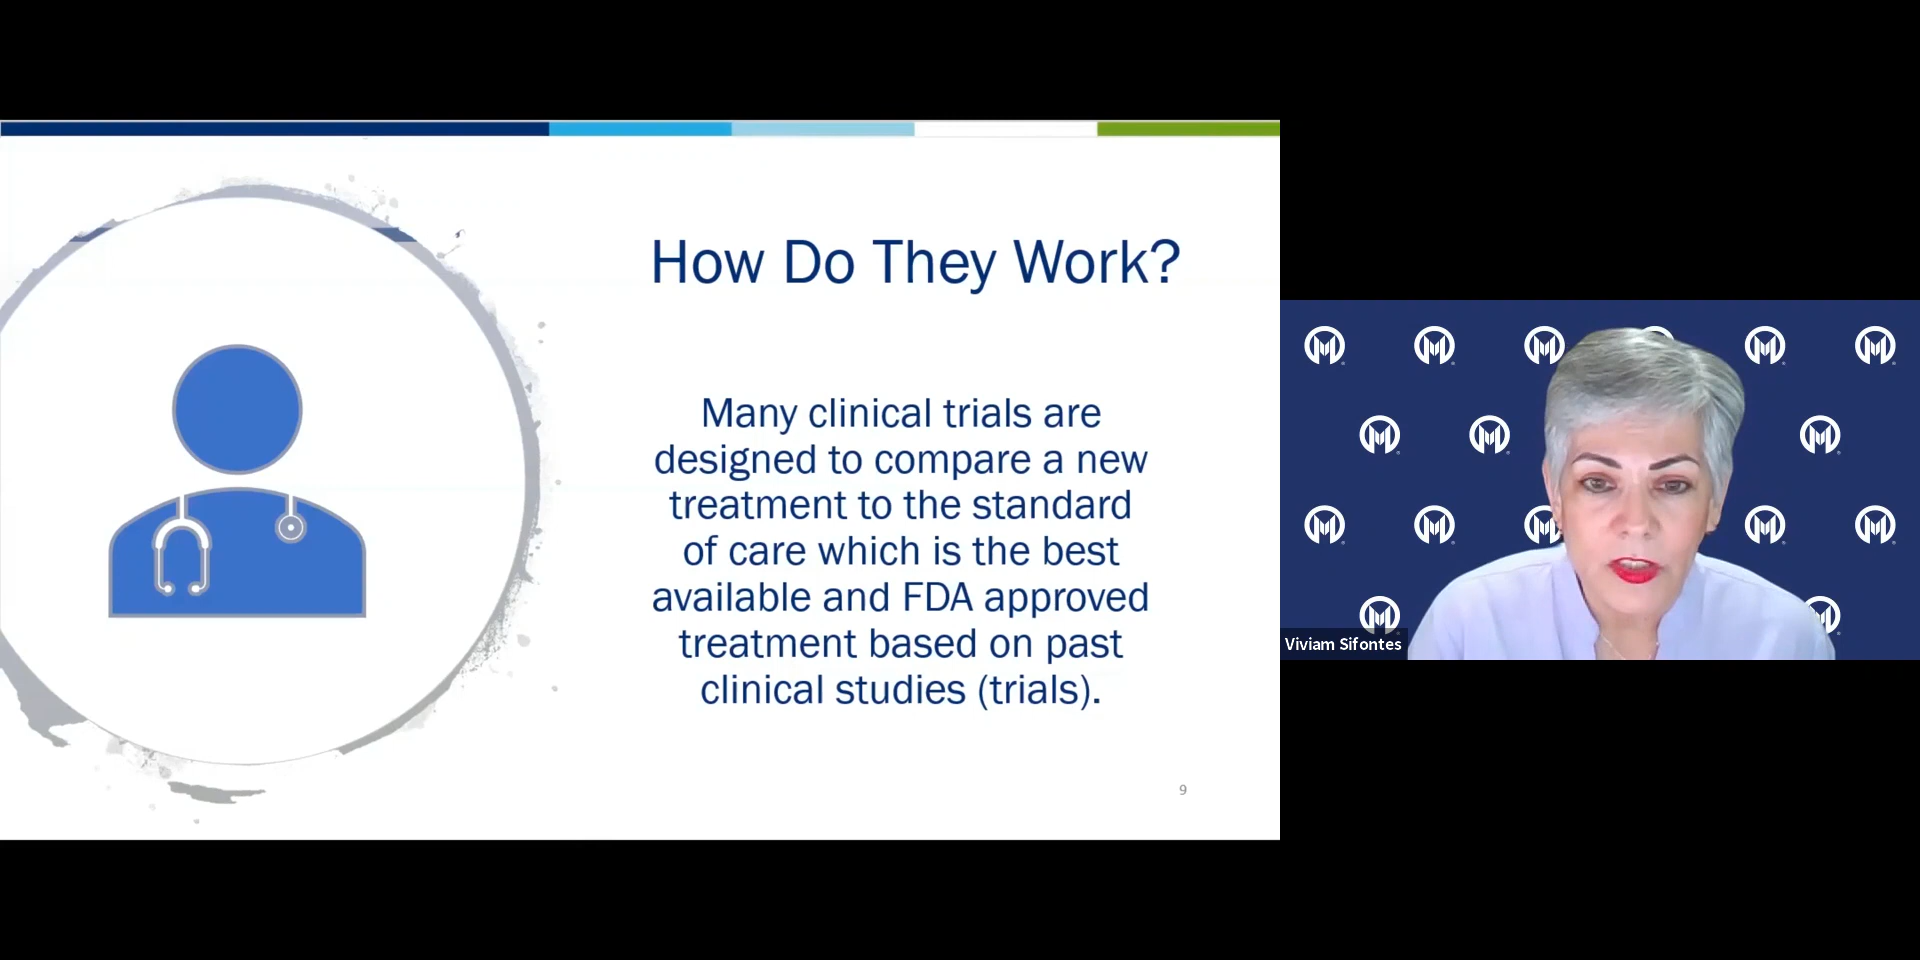 How Do They Work?
Many clinical trials are
designed to compare a new
treatment to the standard
of care which is the best
available and FDA approved
treatment based on past
clinical studies (trials).
9
Viviam Sifontes